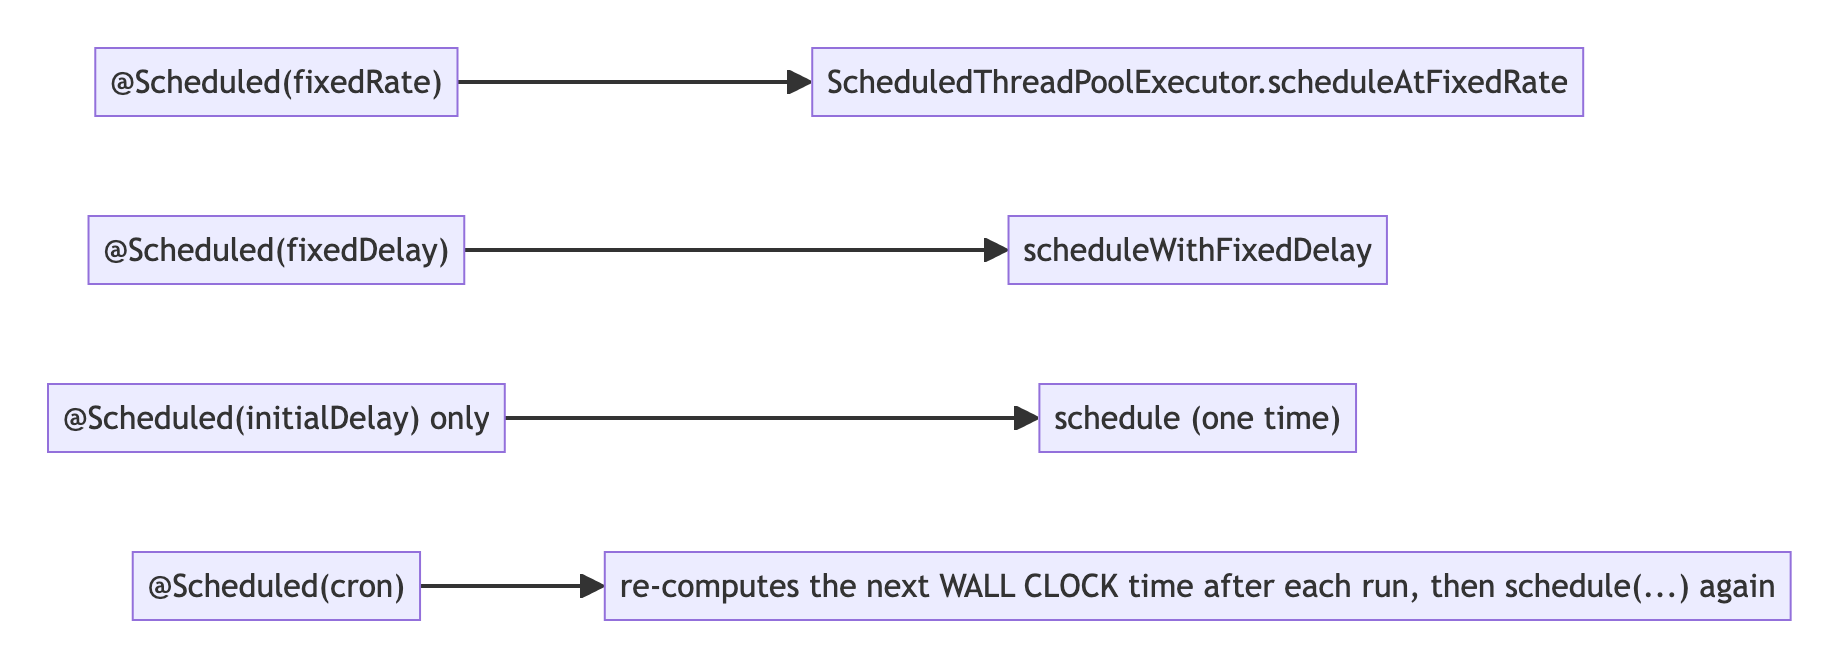 @Scheduled(fixedRate)
ScheduledThreadPoolExecutor.scheduleAtFixedRate
@Scheduled(fixedDelay)
scheduleWithFixedDelay
@Scheduled(initialDelay) only
schedule (one time)
@Scheduled(cron)
re-computes the next WALL CLOCK time after each run, then schedule(...) again